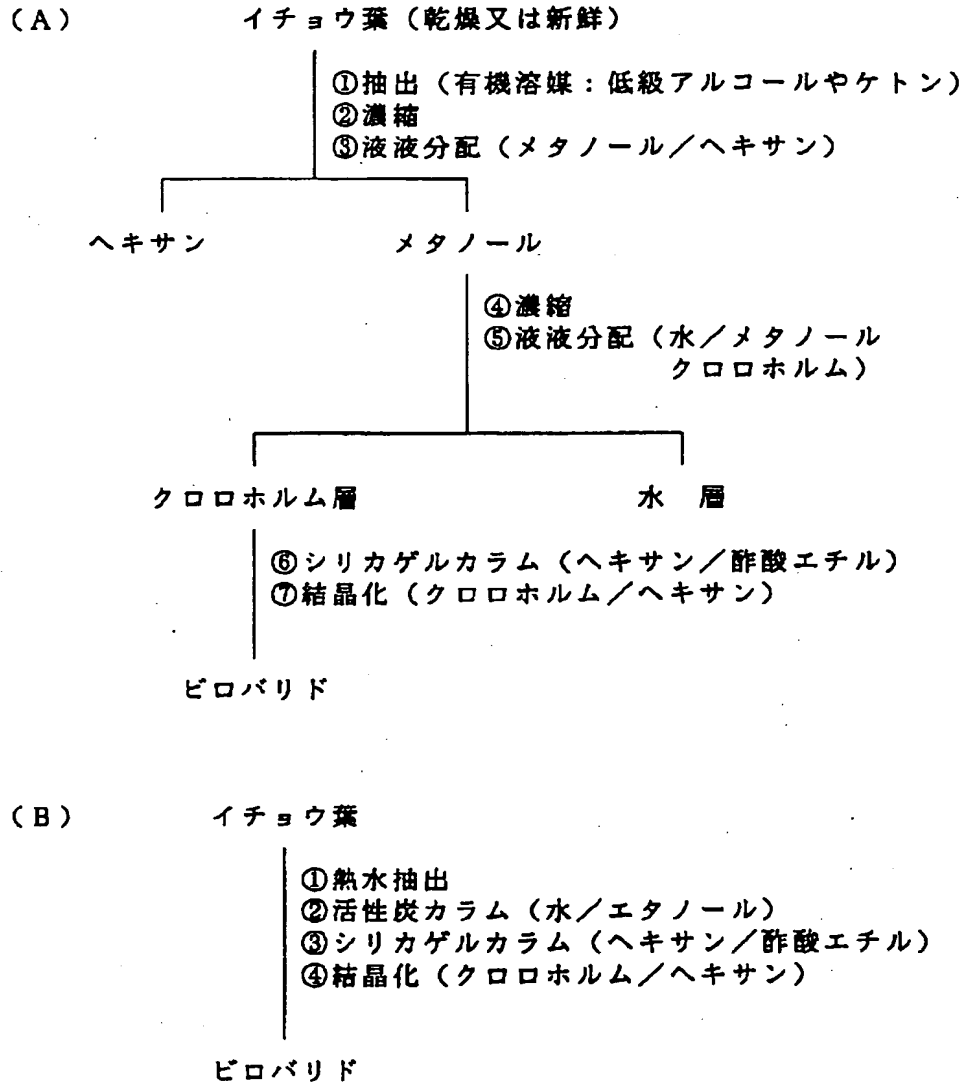 (A) イチョウ葉（乾燥又は新鮮）
①抽出（有機溶媒：低級アルコールやケトン）
②濃縮
③液液分配（メタノール／ヘキサン）
ヘキサン メタノール
④濃縮
⑤液液分配（水／メタノール
クロロホルム）
クロロホルム層 水 層
⑥シリカゲルカラム（ヘキサン／酢酸エチル）
⑦結晶化（クロロホルム／ヘキサン）
ビロバリド
(B) イチョウ葉
①熱水抽出
②活性炭カラム（水／エタノール）
③シリカゲルカラム（ヘキサン／酢酸エチル）
④結晶化（クロロホルム／ヘキサン）
ビロバリド